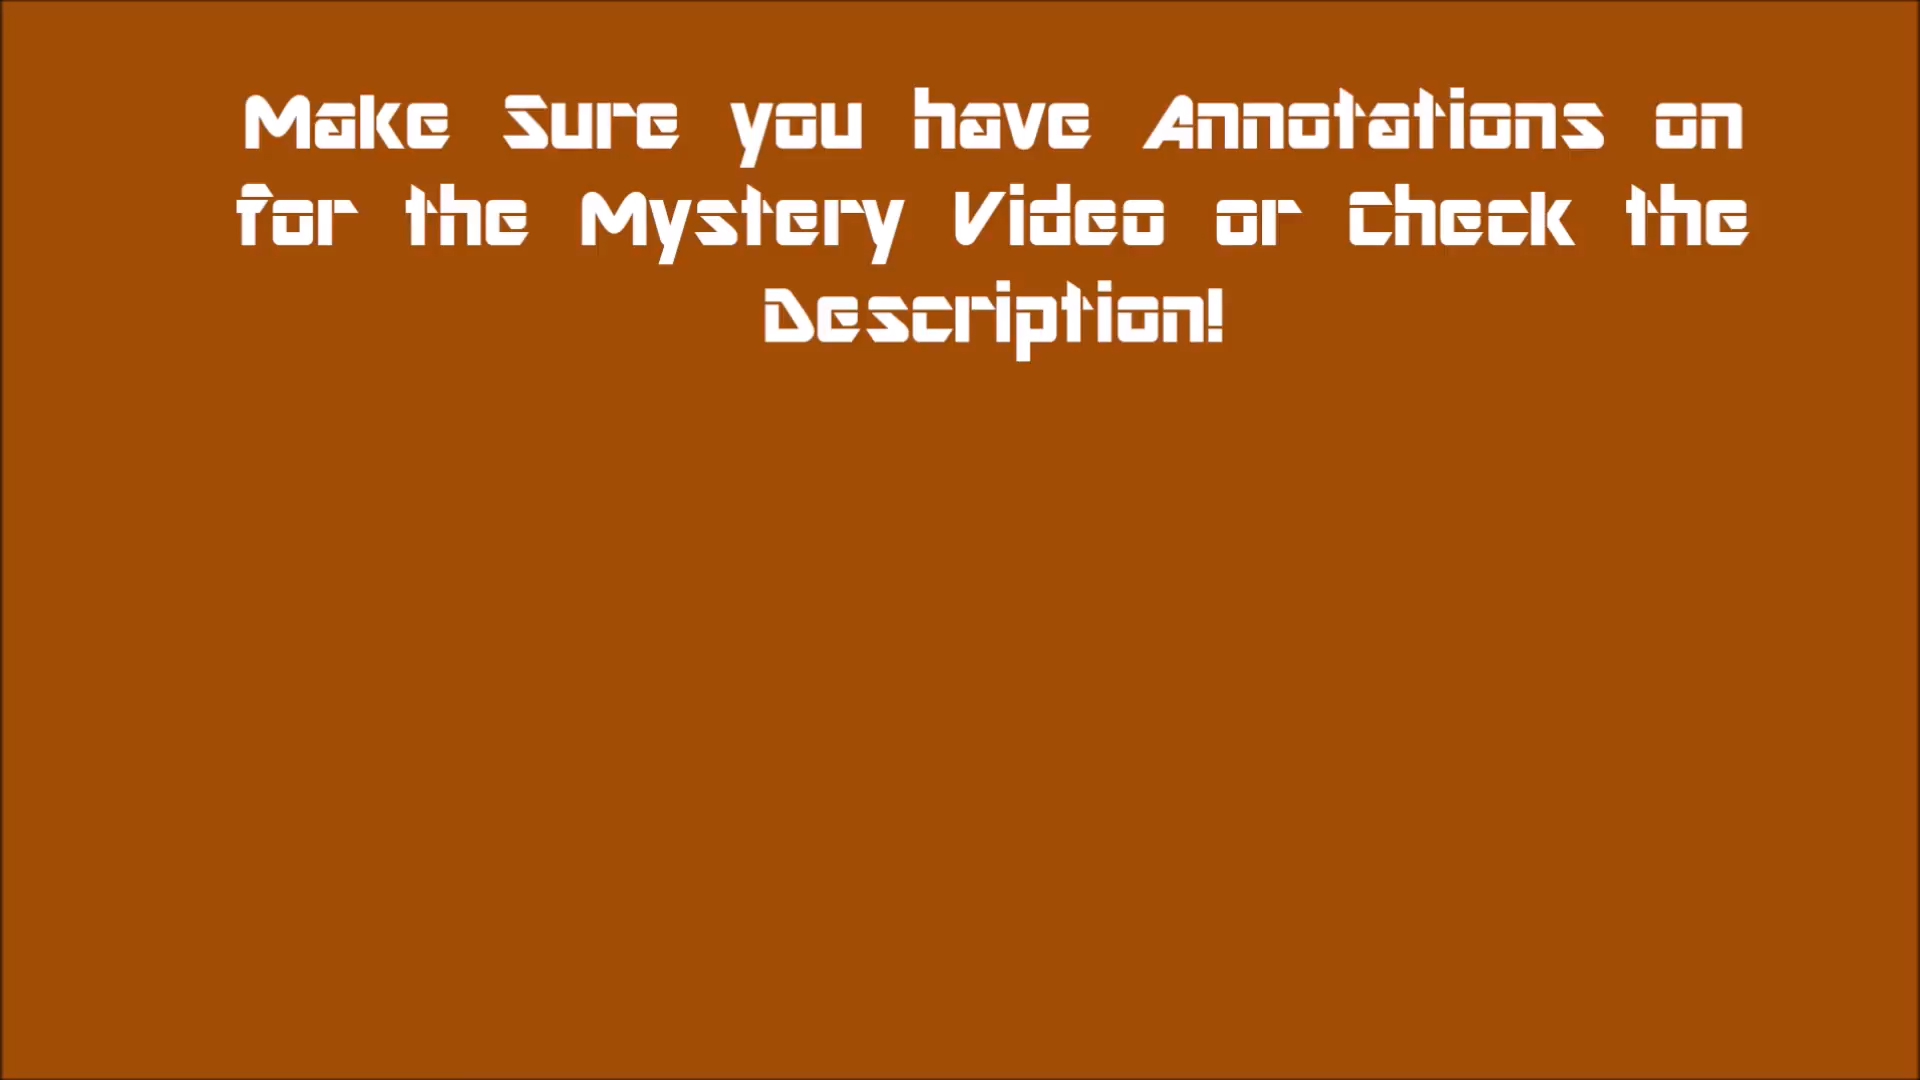 Make Sure you have Annotations on
for the Mystery Video or Check the
Description!